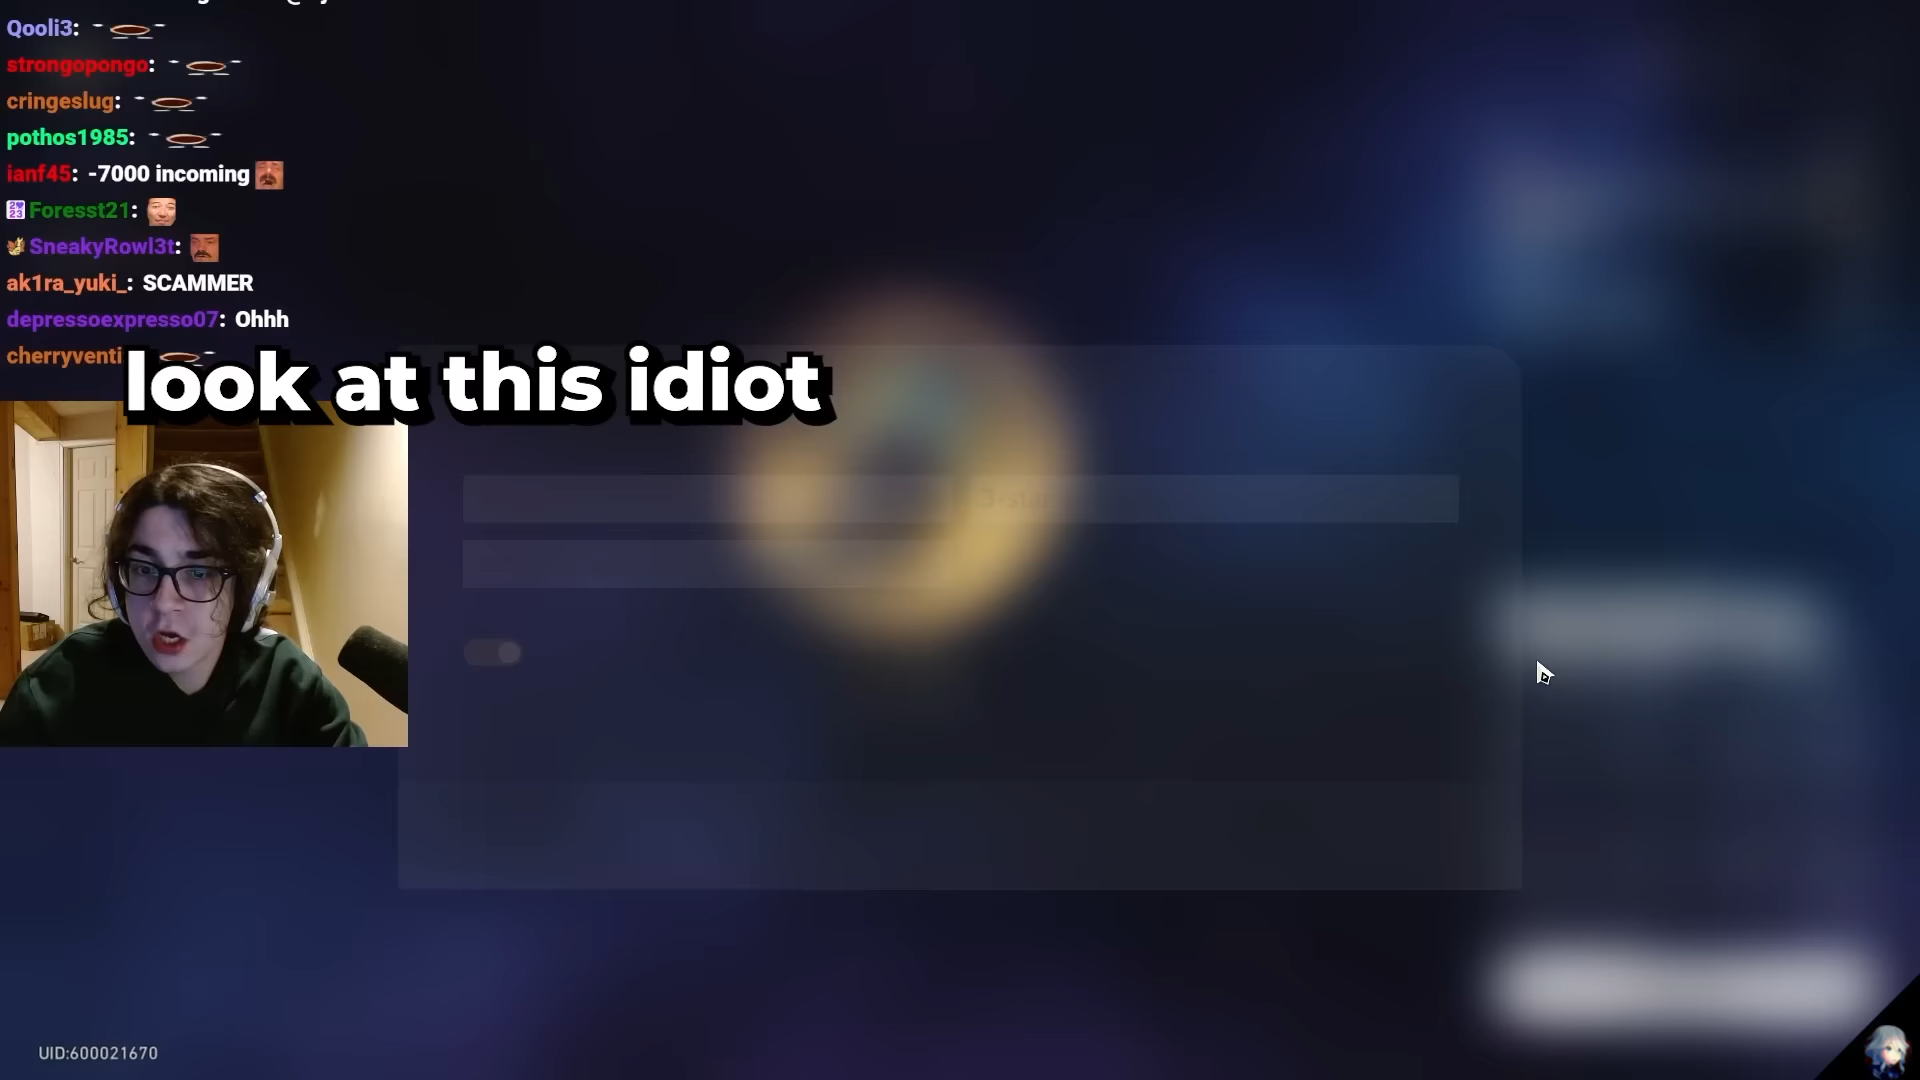 Qooli3:
strongopongo:
cringeslug:
pothos1985:
ianf45: -7000 incoming
Foresst21:
SneakyRowl3t:
ak1ra_yuki_: SCAMMER
depressoexpresso07: Ohhh
cherryventi
look at this idiot
UID:600021670